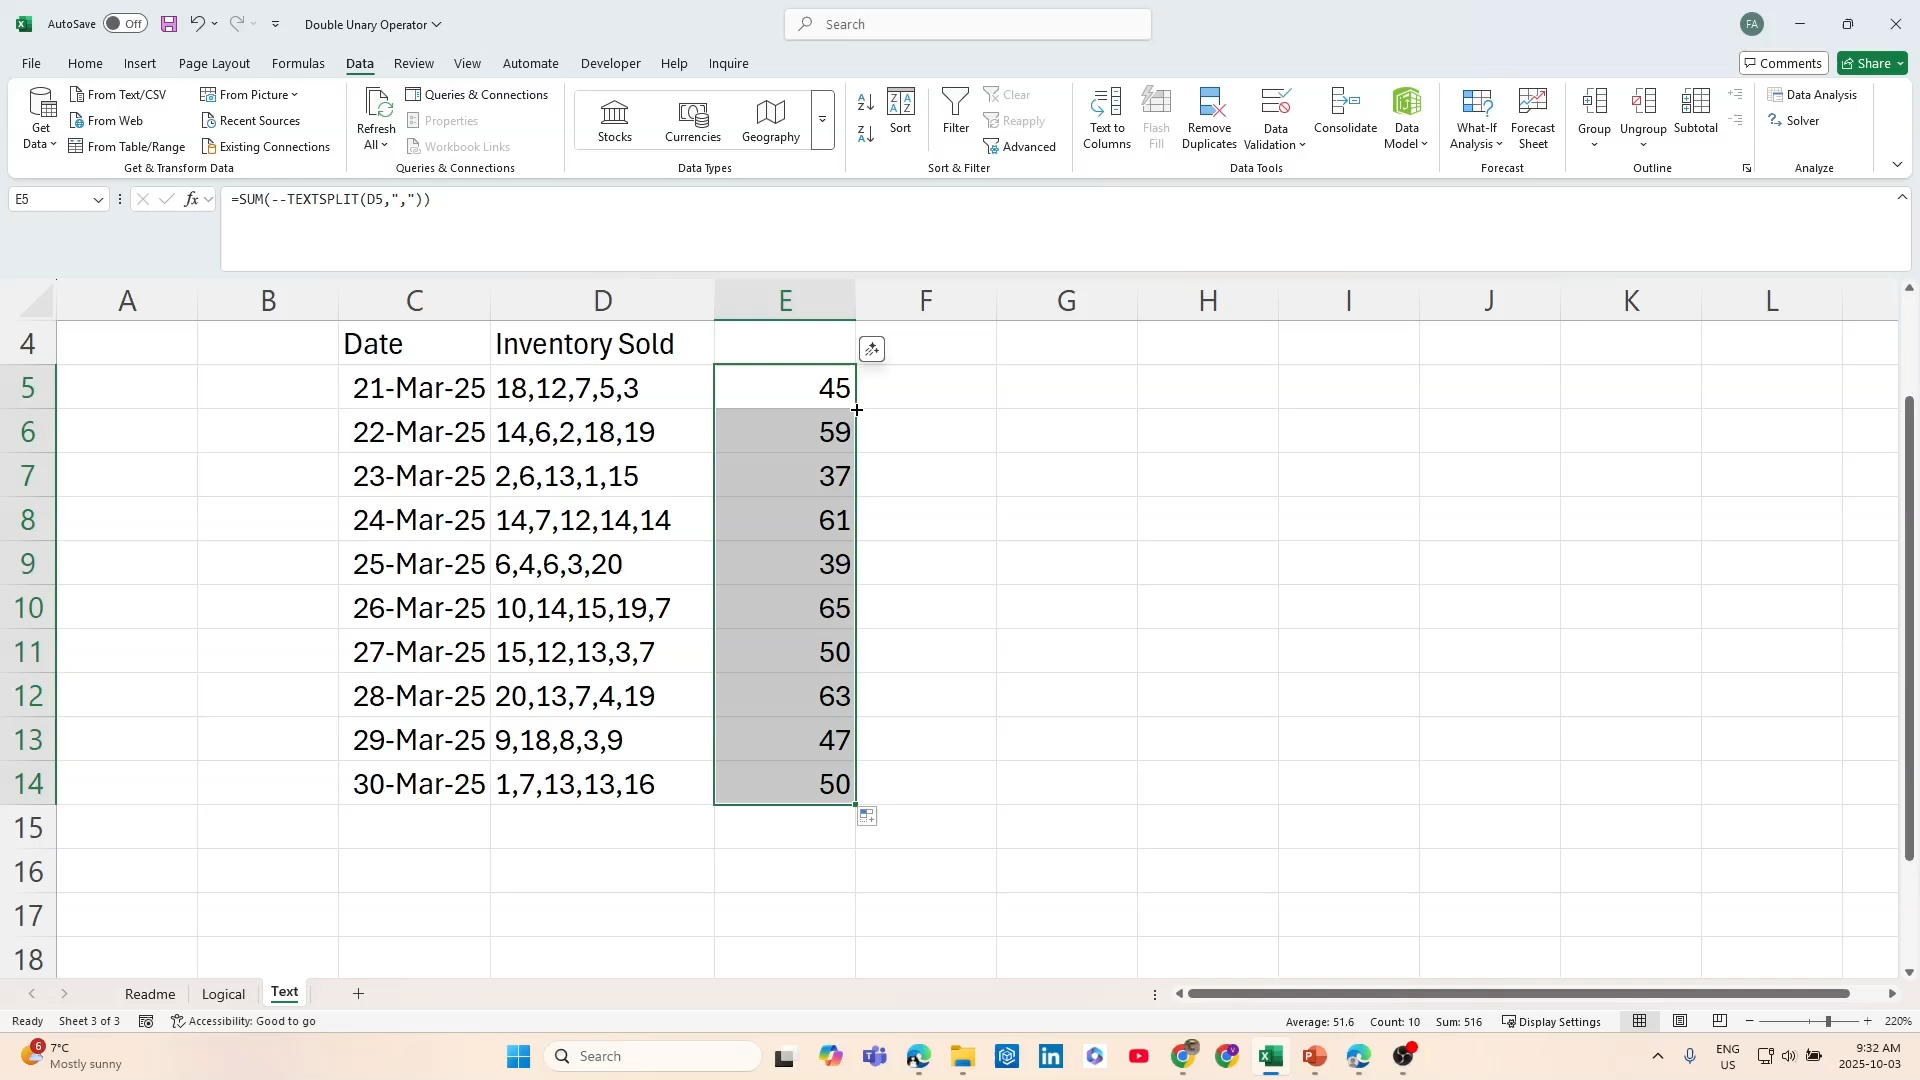 AutoSave Off Double Unary Operator Search FA
File Home Insert Page Layout Formulas Data Review View Automate Developer Help Inquire Comments Share
Get Data
From Text/CSV
From Web
From Table/Range
From Picture
Recent Sources
Existing Connections
Get & Transform Data
Refresh All
Queries & Connections
Properties
Workbook Links
Queries & Connections
Stocks Currencies Geography
Data Types
Sort
Filter
Clear
Reapply
Advanced
Sort & Filter
Text to Columns
Flash Fill
Remove Duplicates
Data Validation
Consolidate
Data Model
Data Tools
What-If Analysis
Forecast Sheet
Forecast
Group
Ungroup
Subtotal
Outline
Data Analysis
Solver
Analyze
E5 fx =SUM(--TEXTSPLIT(D5,","))
A B C D E F G H I J K L
4 Date Inventory Sold
5 21-Mar-25 18,12,7,5,3 45
6 22-Mar-25 14,6,2,18,19 59
7 23-Mar-25 2,6,13,1,15 37
8 24-Mar-25 14,7,12,14,14 61
9 25-Mar-25 6,4,6,3,20 39
10 26-Mar-25 10,14,15,19,7 65
11 27-Mar-25 15,12,13,3,7 50
12 28-Mar-25 20,13,7,4,19 63
13 29-Mar-25 9,18,8,3,9 47
14 30-Mar-25 1,7,13,13,16 50
15
16
17
18
Readme Logical Text
Ready Sheet 3 of 3 Accessibility: Good to go Average: 51.6 Count: 10 Sum: 516 Display Settings 220%
6 7°C
Mostly sunny
Search
ENG
US
9:32 AM
2025-10-03